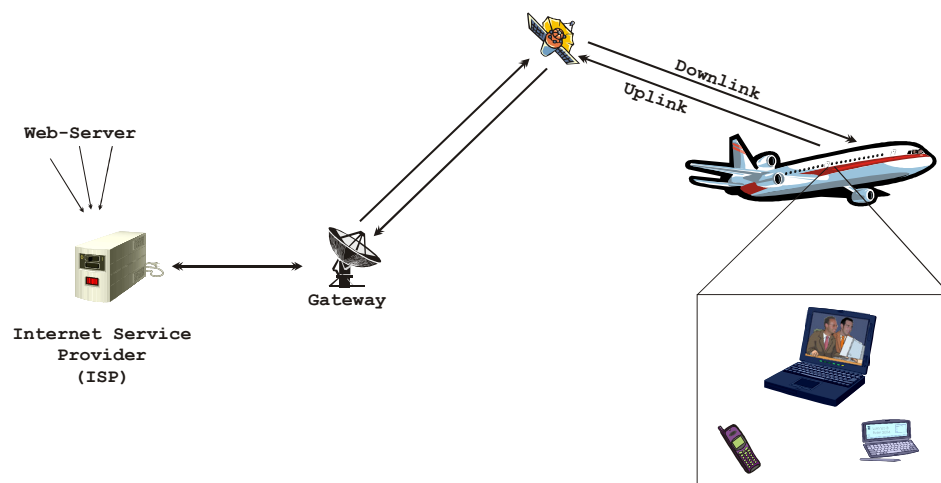 Downlink
Uplink
Web-Server
Gateway
Internet Service
Provider
(ISP)